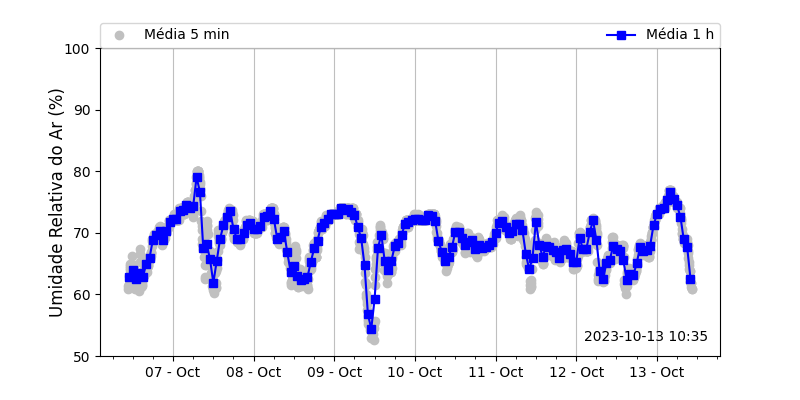 Média 5 min
Média 1 h
Umidade Relativa do Ar (%)
100
90
80
70
60
50
2023-10-13 10:35
07 - Oct
08 - Oct
09 - Oct
10 - Oct
11 - Oct
12 - Oct
13 - Oct